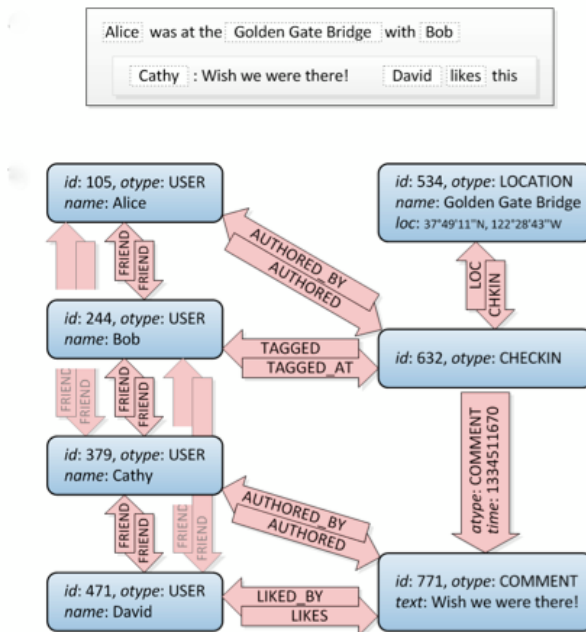 Alice was at the Golden Gate Bridge with Bob
Cathy : Wish we were there! David likes this
id: 105, otype: USER
name: Alice
id: 534, otype: LOCATION
name: Golden Gate Bridge
loc: 37°49'11"N, 122°28'43"W
FRIEND
FRIEND
AUTHORED_BY
AUTHORED
LOC
CHKIN
id: 244, otype: USER
name: Bob
TAGGED
TAGGED_AT
id: 632, otype: CHECKIN
FRIEND
FRIEND
FRIEND
FRIEND
atype: COMMENT
time: 1334511670
id: 379, otype: USER
name: Cathy
AUTHORED_BY
AUTHORED
FRIEND
FRIEND
FRIEND
FRIEND
id: 471, otype: USER
name: David
LIKED_BY
LIKES
id: 771, otype: COMMENT
text: Wish we were there!